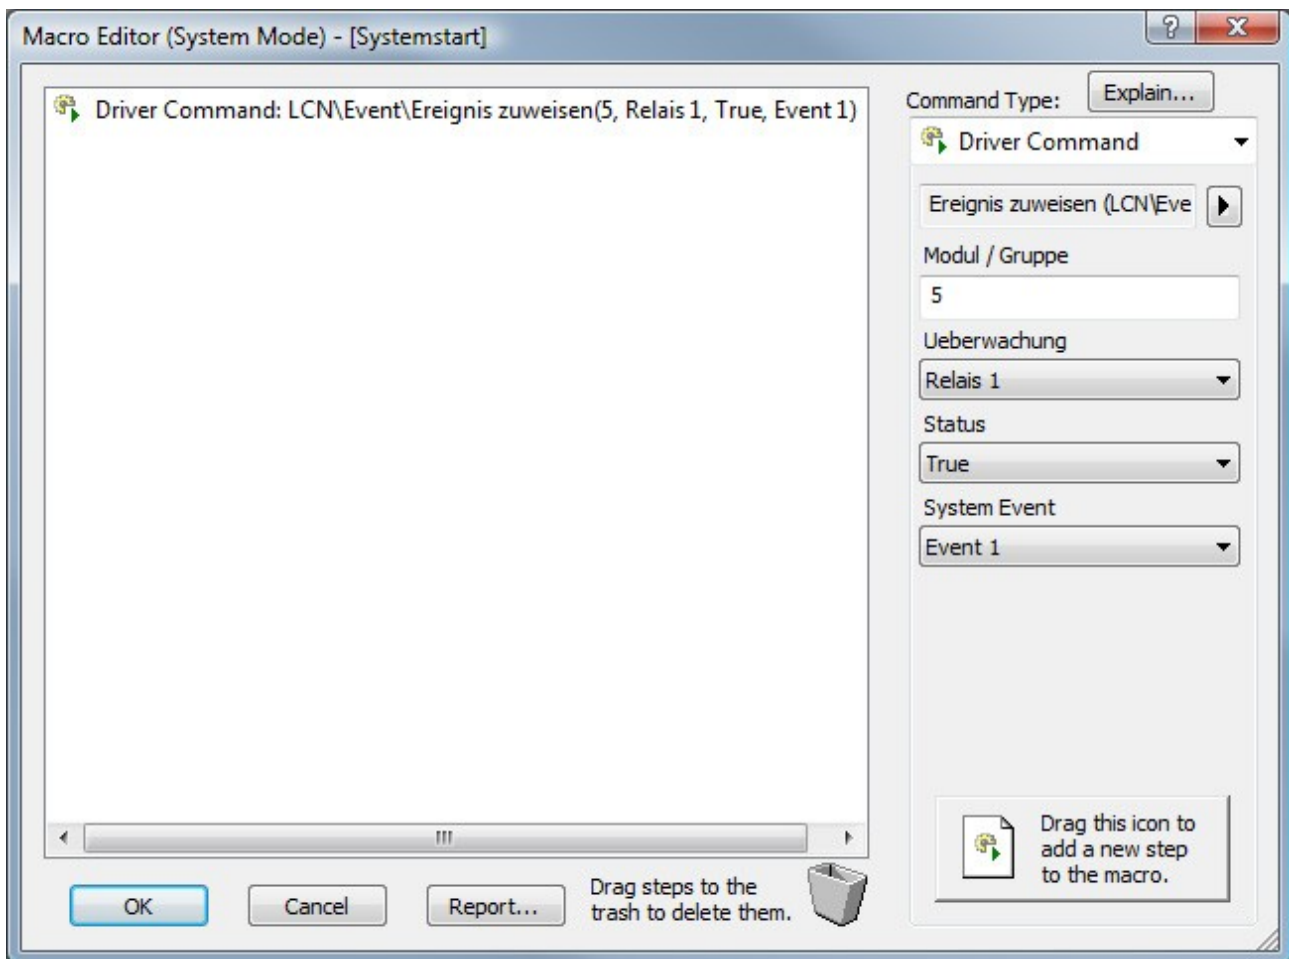 Macro Editor (System Mode) - [Systemstart]
Driver Command: LCN\Event\Ereignis zuweisen(5, Relais 1, True, Event 1)
Command Type:
Explain...
Driver Command
Ereignis zuweisen (LCN\Eve
Modul / Gruppe
5
Ueberwachung
Relais 1
Status
True
System Event
Event 1
Drag this icon to
add a new step
to the macro.
OK
Cancel
Report...
Drag steps to the
trash to delete them.